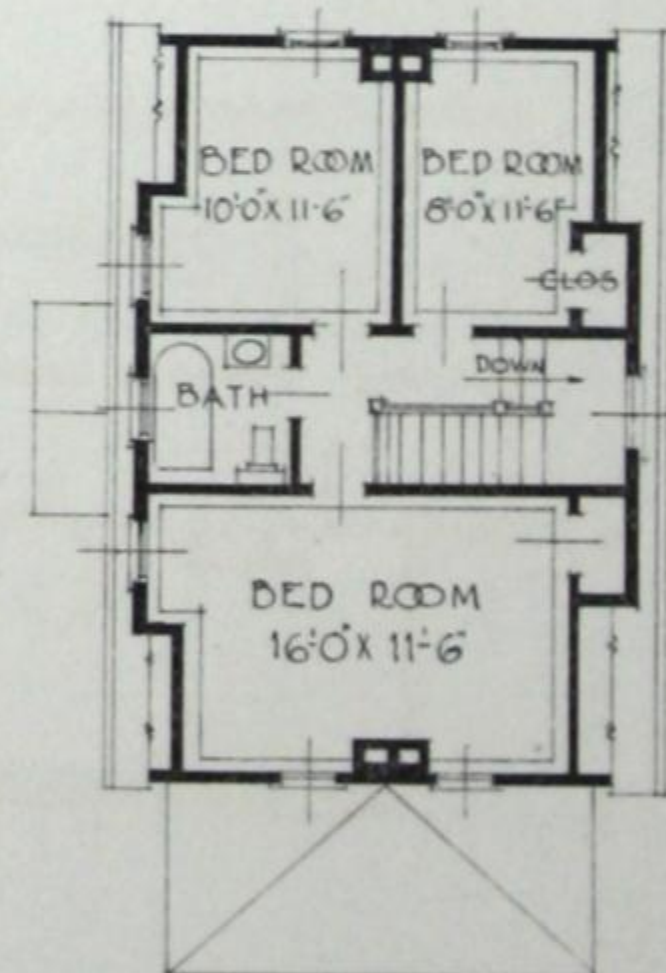 BED ROOM
10'-0" X 11'-6"
BED ROOM
8'-0" X 11'-6"
CLOS
DOWN
BATH
BED ROOM
16'-0" X 11'-6"